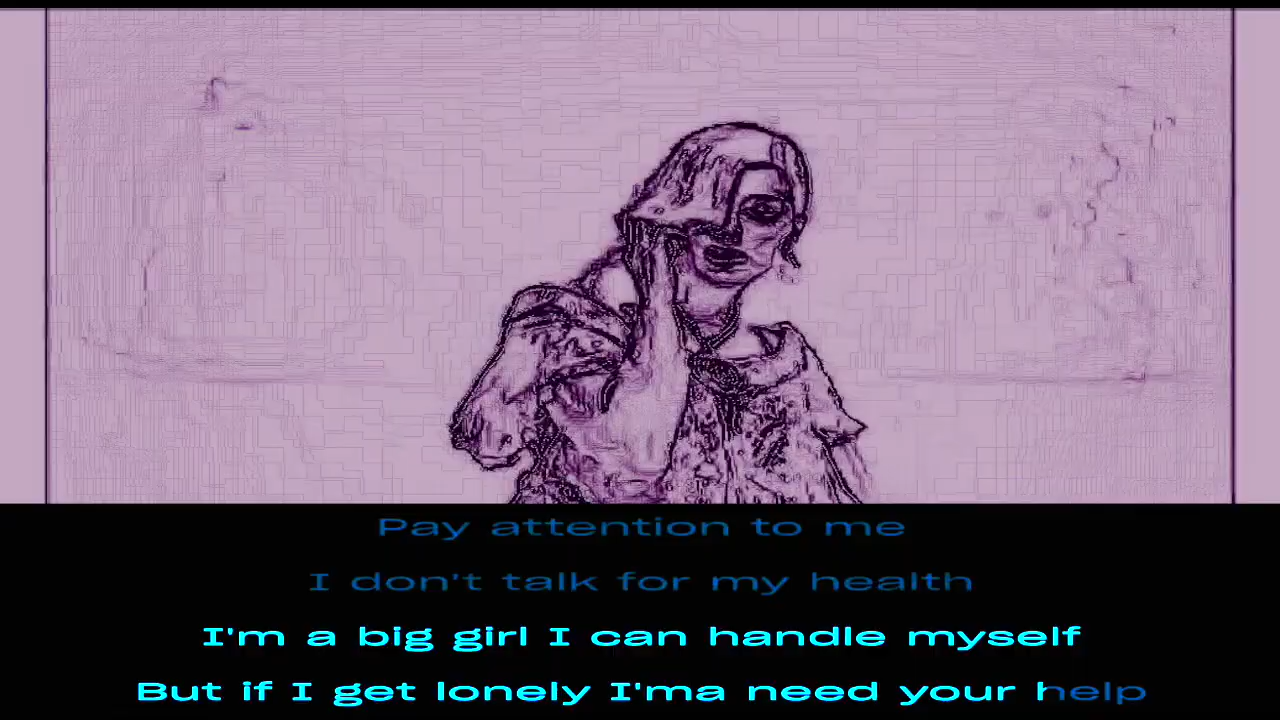 Pay attention to me
I don't talk for my health
I'm a big girl I can handle myself
But if I get lonely I'ma need your help